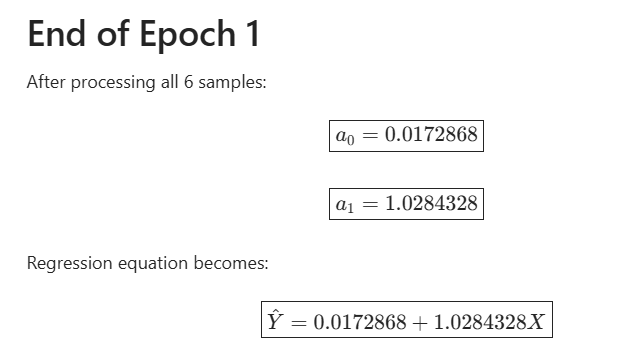 End of Epoch 1
After processing all 6 samples:
a₀ = 0.0172868
a₁ = 1.0284328
Regression equation becomes:
Ŷ = 0.0172868 + 1.0284328X